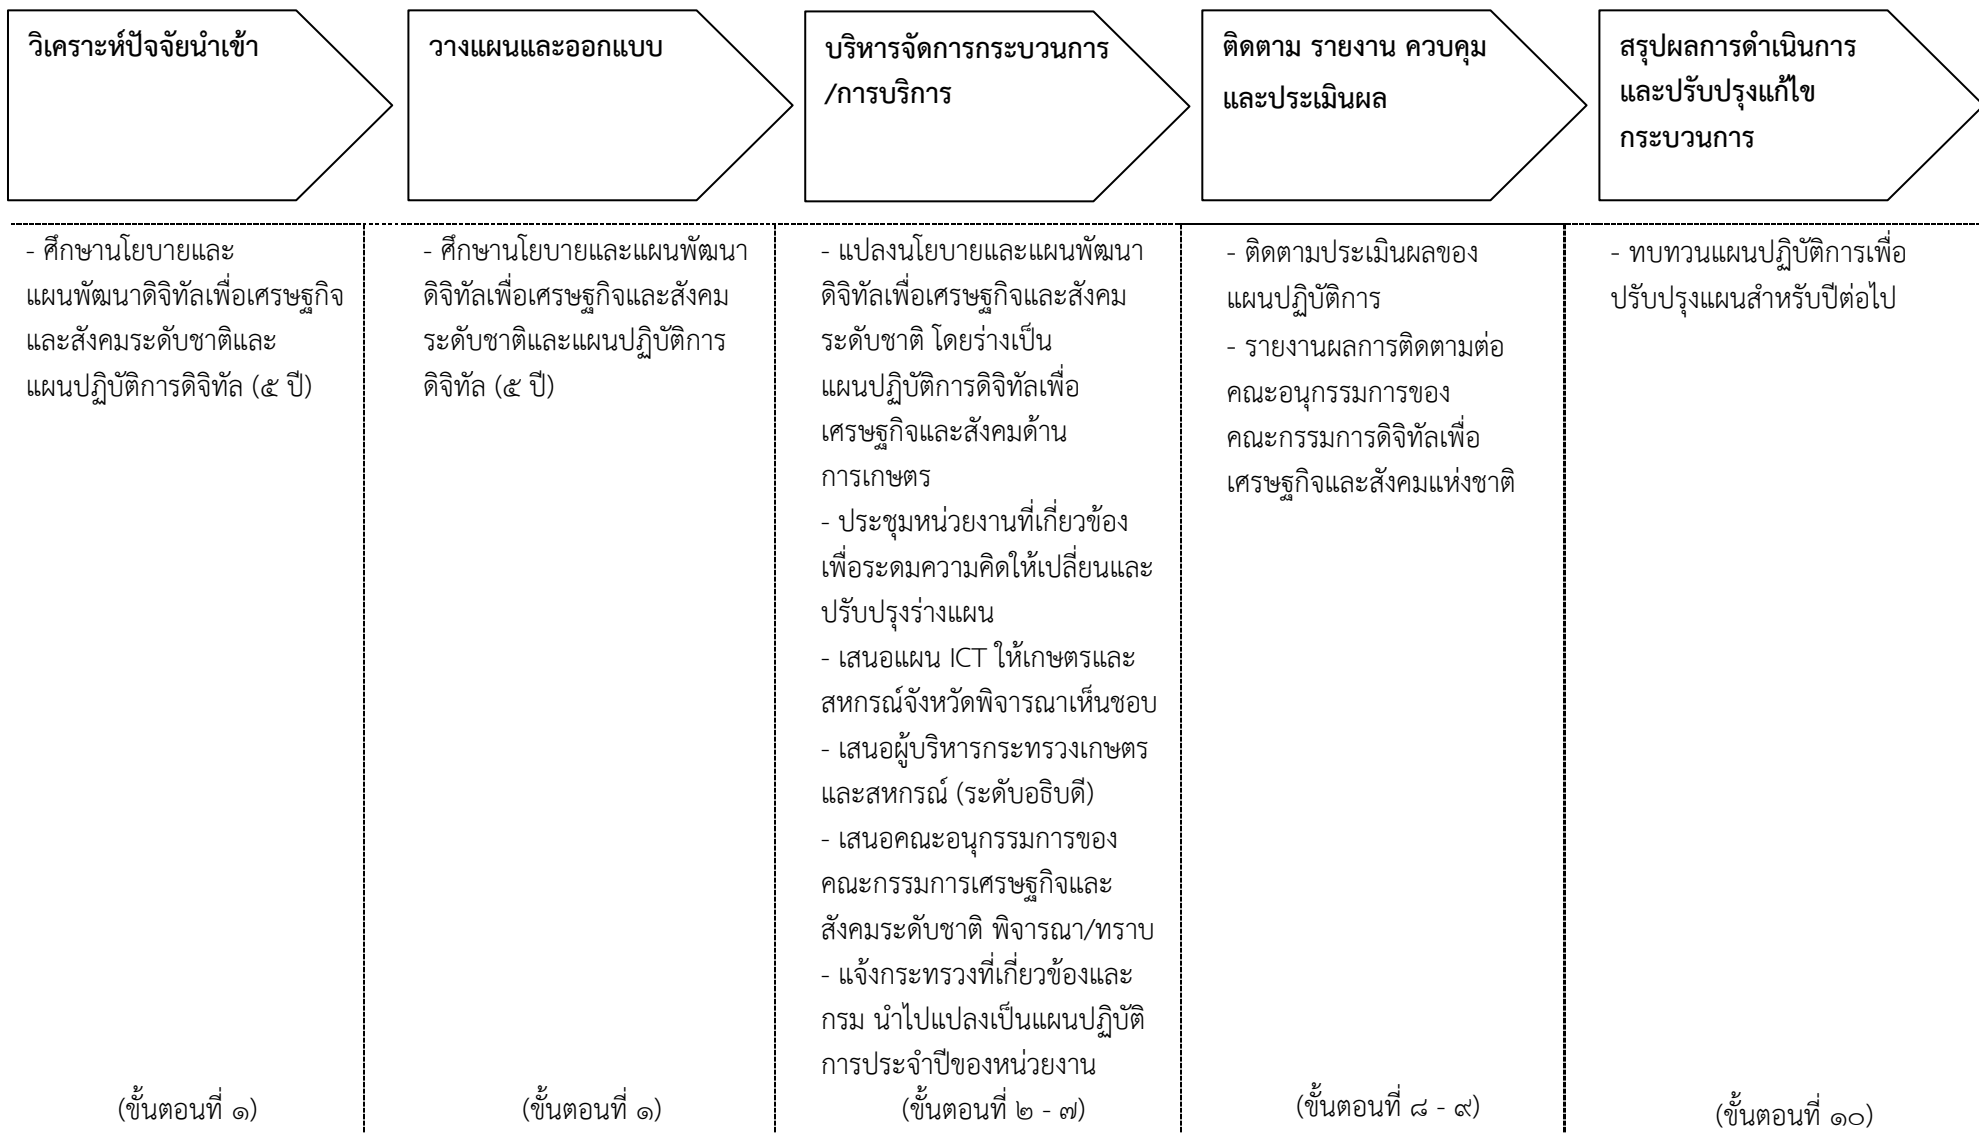 วิเคราะห์ปัจจัยนำเข้า
วางแผนและออกแบบ
บริหารจัดการกระบวนการ
/การบริการ
ติดตาม รายงาน ควบคุม
และประเมินผล
สรุปผลการดำเนินการ
และปรับปรุงแก้ไข
กระบวนการ
- ศึกษานโยบายและ
แผนพัฒนาดิจิทัลเพื่อเศรษฐกิจ
และสังคมระดับชาติและ
แผนปฏิบัติการดิจิทัล (๕ ปี)
(ขั้นตอนที่ ๑)
- ศึกษานโยบายและแผนพัฒนา
ดิจิทัลเพื่อเศรษฐกิจและสังคม
ระดับชาติและแผนปฏิบัติการ
ดิจิทัล (๕ ปี)
(ขั้นตอนที่ ๑)
- แปลงนโยบายและแผนพัฒนา
ดิจิทัลเพื่อเศรษฐกิจและสังคม
ระดับชาติ โดยร่างเป็น
แผนปฏิบัติการดิจิทัลเพื่อ
เศรษฐกิจและสังคมด้าน
การเกษตร
- ประชุมหน่วยงานที่เกี่ยวข้อง
เพื่อระดมความคิดให้เปลี่ยนและ
ปรับปรุงร่างแผน
- เสนอแผน ICT ให้เกษตรและ
สหกรณ์จังหวัดพิจารณาเห็นชอบ
- เสนอผู้บริหารกระทรวงเกษตร
และสหกรณ์ (ระดับอธิบดี)
- เสนอคณะอนุกรรมการของ
คณะกรรมการเศรษฐกิจและ
สังคมระดับชาติ พิจารณา/ทราบ
- แจ้งกระทรวงที่เกี่ยวข้องและ
กรม นำไปแปลงเป็นแผนปฏิบัติ
การประจำปีของหน่วยงาน
(ขั้นตอนที่ ๒ - ๗)
- ติดตามประเมินผลของ
แผนปฏิบัติการ
- รายงานผลการติดตามต่อ
คณะอนุกรรมการของ
คณะกรรมการดิจิทัลเพื่อ
เศรษฐกิจและสังคมแห่งชาติ
(ขั้นตอนที่ ๘ - ๙)
- ทบทวนแผนปฏิบัติการเพื่อ
ปรับปรุงแผนสำหรับปีต่อไป
(ขั้นตอนที่ ๑๐)